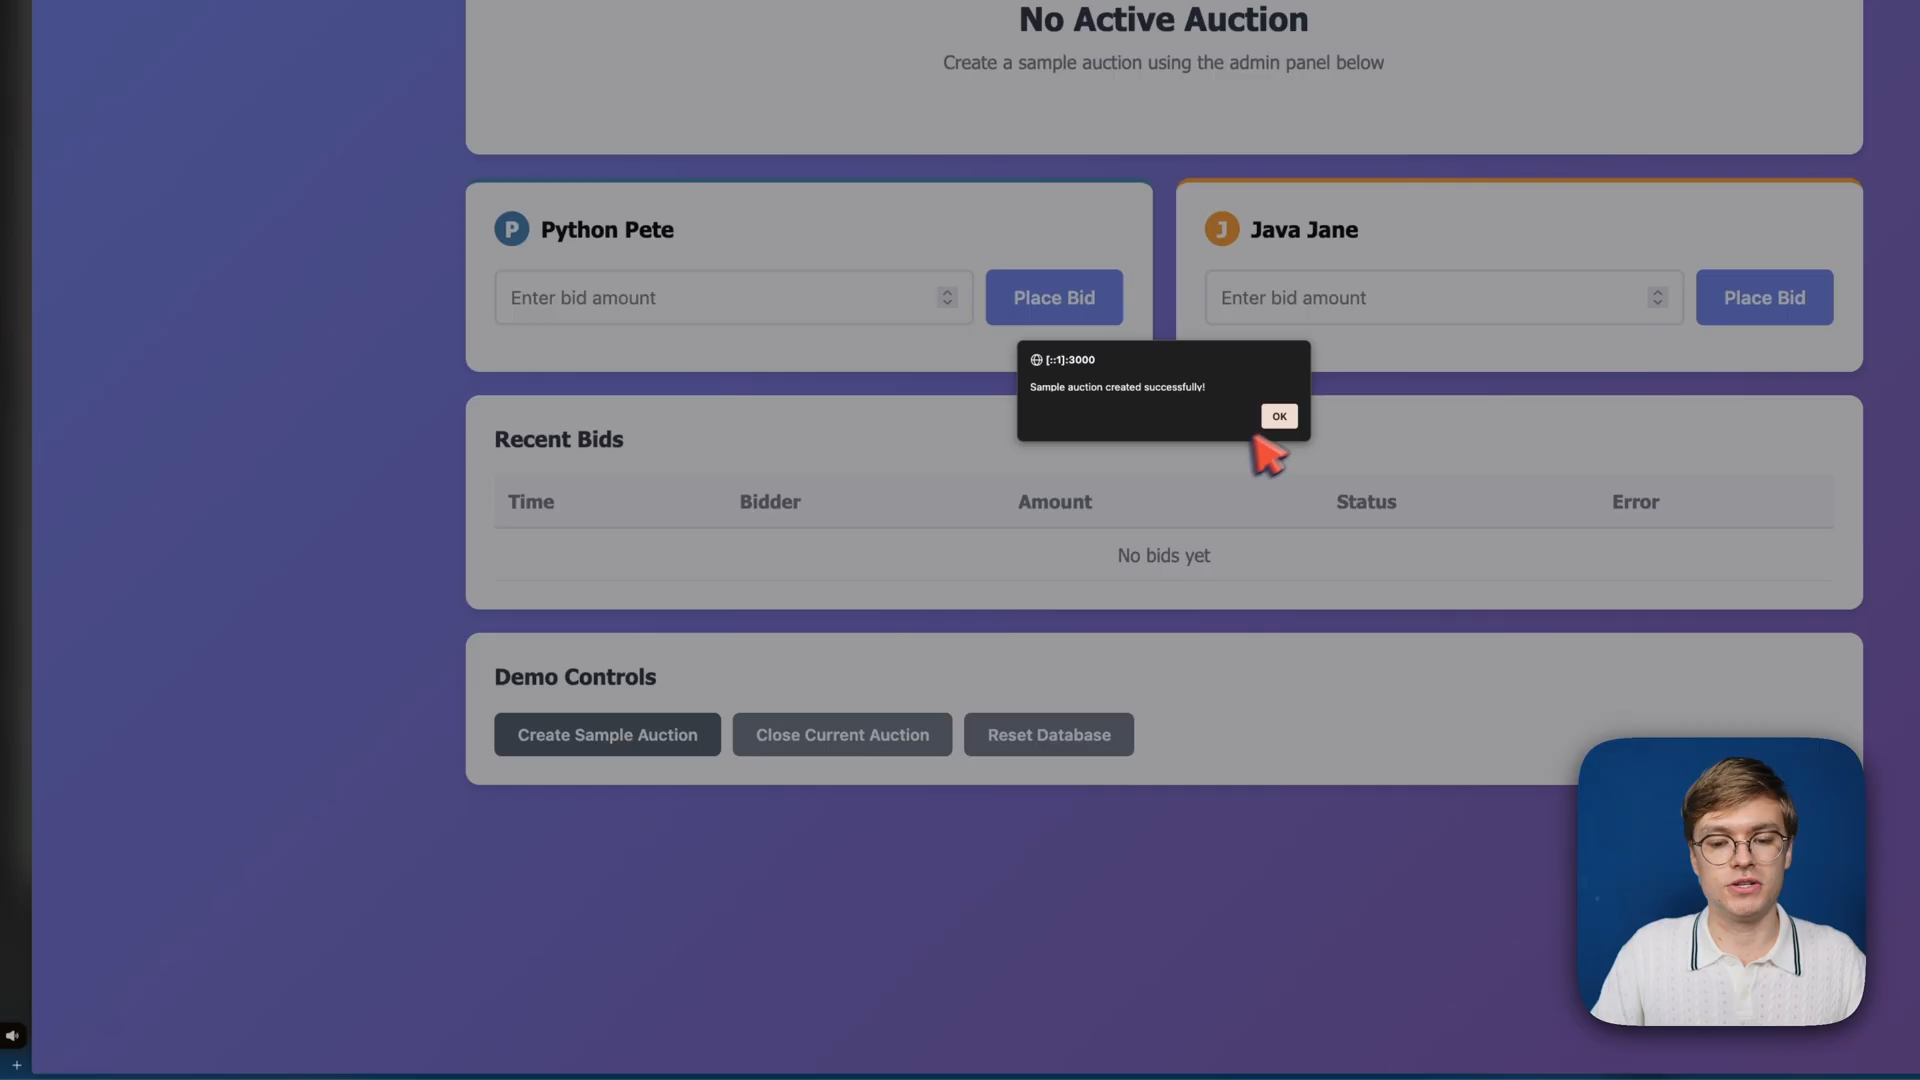 No Active Auction
Create a sample auction using the admin panel below
P Python Pete
Enter bid amount
Place Bid
J Java Jane
Enter bid amount
Place Bid
[::1]:3000
Sample auction created successfully!
OK
Recent Bids
Time Bidder Amount Status Error
No bids yet
Demo Controls
Create Sample Auction
Close Current Auction
Reset Database